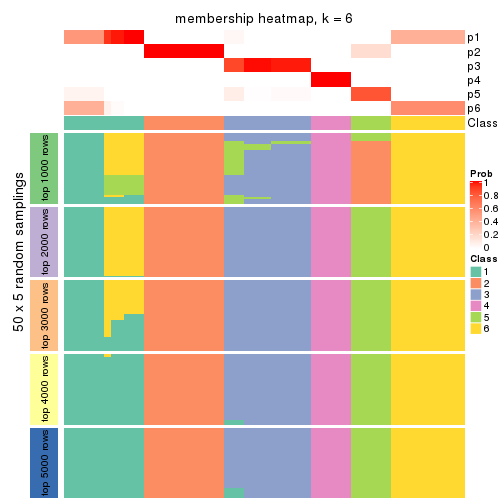 membership heatmap, k = 6
p1
p2
p3
p4
p5
p6
Class
50 x 5 random samplings
top 1000 rows
top 2000 rows
top 3000 rows
top 4000 rows
top 5000 rows
Prob
1
0.8
0.6
0.4
0.2
0
Class
1
2
3
4
5
6